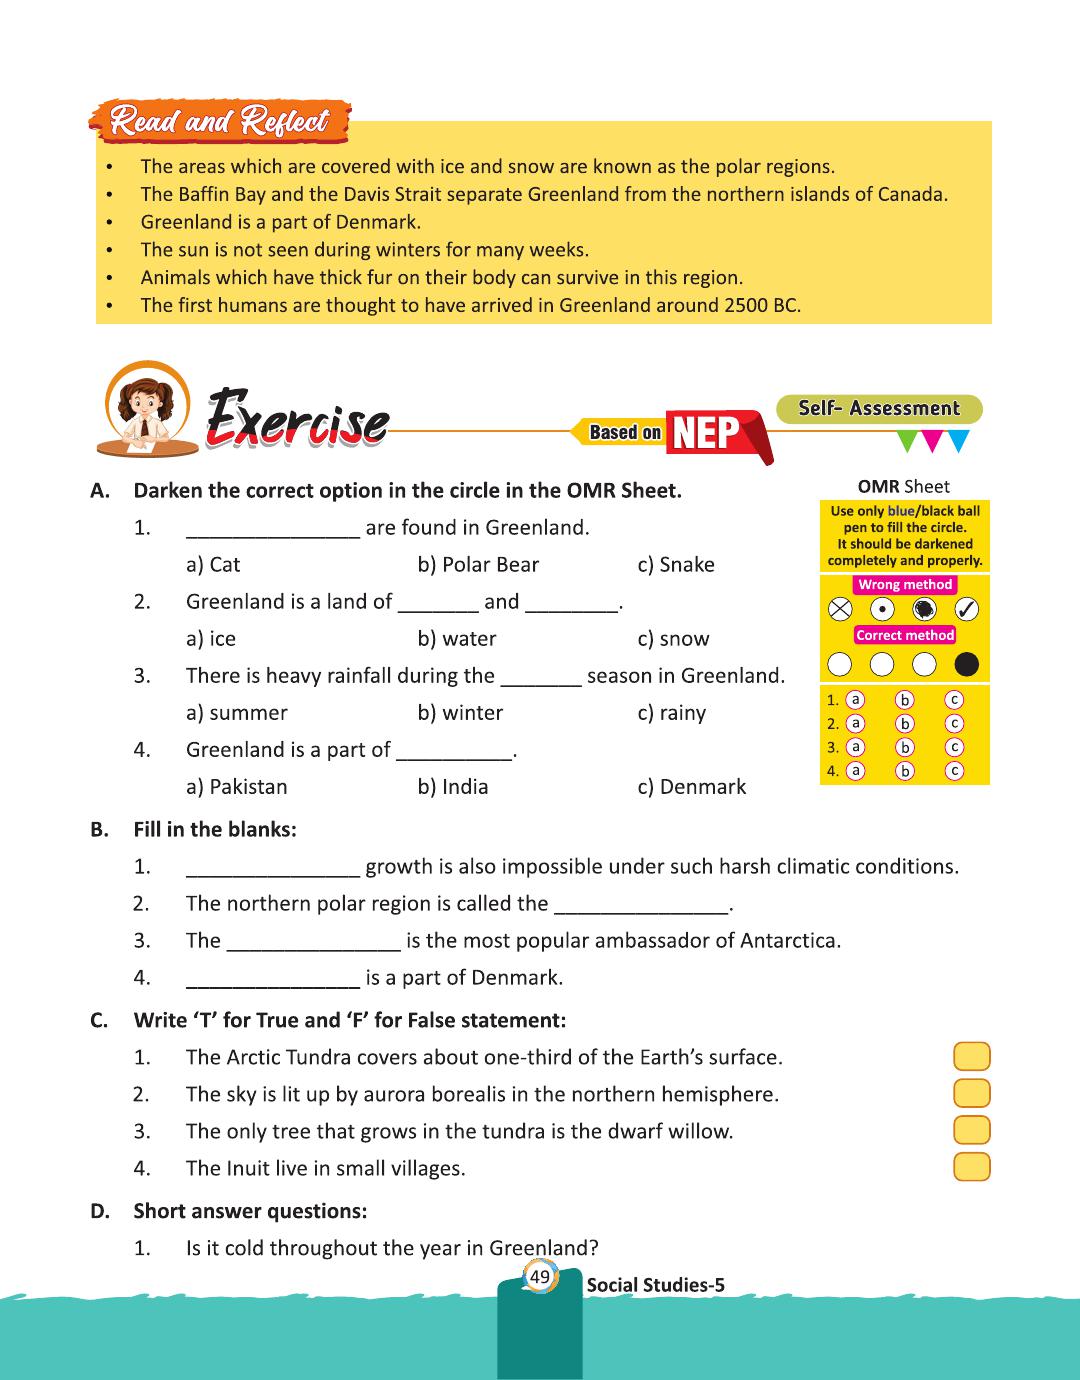 Read and Reflect
• The areas which are covered with ice and snow are known as the polar regions.
• The Baffin Bay and the Davis Strait separate Greenland from the northern islands of Canada.
• Greenland is a part of Denmark.
• The sun is not seen during winters for many weeks.
• Animals which have thick fur on their body can survive in this region.
• The first humans are thought to have arrived in Greenland around 2500 BC.
Exercise
Based on NEP
Self- Assessment
A. Darken the correct option in the circle in the OMR Sheet.
1. _______________ are found in Greenland.
a) Cat b) Polar Bear c) Snake
2. Greenland is a land of _______ and ________.
a) ice b) water c) snow
3. There is heavy rainfall during the _______ season in Greenland.
a) summer b) winter c) rainy
4. Greenland is a part of __________.
a) Pakistan b) India c) Denmark
OMR Sheet
Use only blue/black ball
pen to fill the circle.
It should be darkened
completely and properly.
Wrong method
Correct method
1. a b c
2. a b c
3. a b c
4. a b c
B. Fill in the blanks:
1. _______________ growth is also impossible under such harsh climatic conditions.
2. The northern polar region is called the _______________.
3. The _______________ is the most popular ambassador of Antarctica.
4. _______________ is a part of Denmark.
C. Write ‘T’ for True and ‘F’ for False statement:
1. The Arctic Tundra covers about one-third of the Earth’s surface.
2. The sky is lit up by aurora borealis in the northern hemisphere.
3. The only tree that grows in the tundra is the dwarf willow.
4. The Inuit live in small villages.
D. Short answer questions:
1. Is it cold throughout the year in Greenland?
49
Social Studies-5